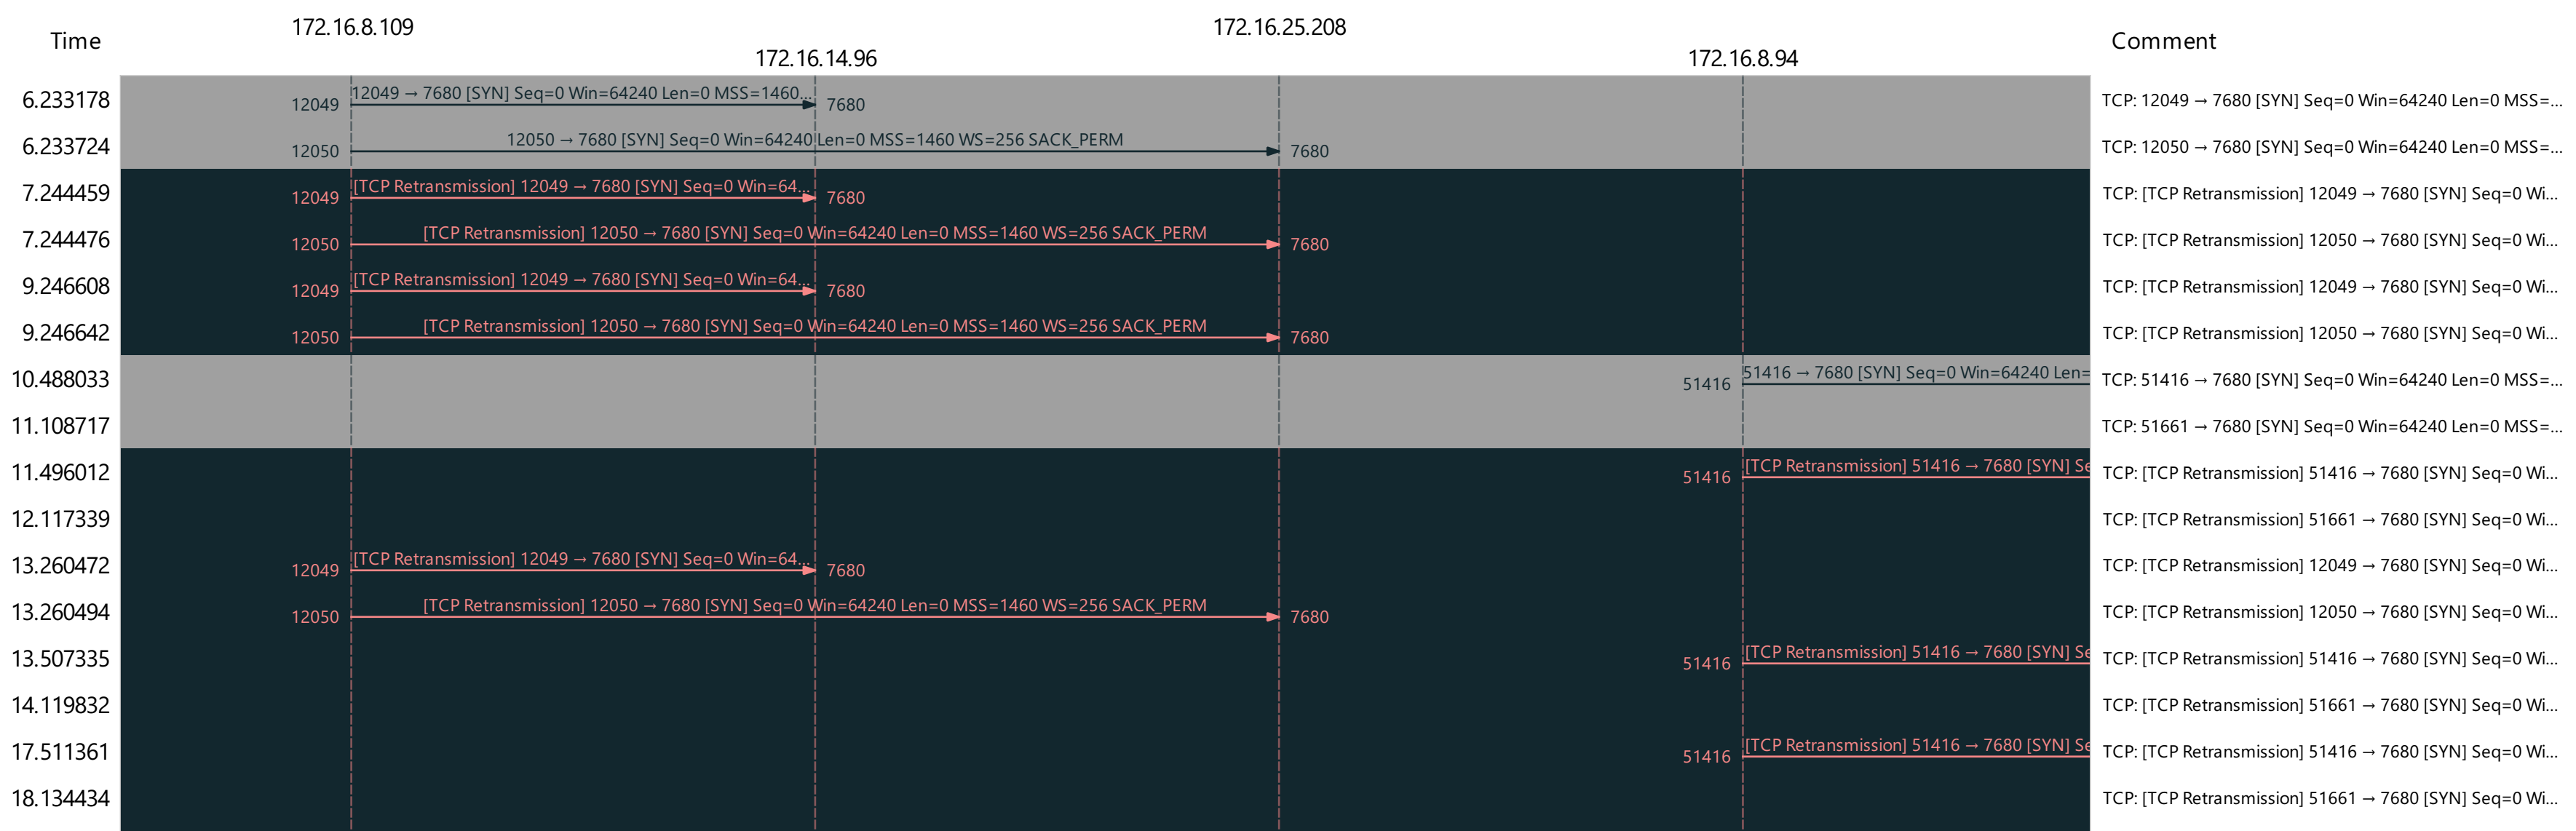 172.16.8.109 172.16.25.208
Time Comment
172.16.14.96 172.16.8.94
6.233178 12049 12049 → 7680 [SYN] Seq=0 Win=64240 Len=0 MSS=1460... 7680 TCP: 12049 → 7680 [SYN] Seq=0 Win=64240 Len=0 MSS=...
6.233724 12050 12050 → 7680 [SYN] Seq=0 Win=64240 Len=0 MSS=1460 WS=256 SACK_PERM 7680 TCP: 12050 → 7680 [SYN] Seq=0 Win=64240 Len=0 MSS=...
7.244459 12049 [TCP Retransmission] 12049 → 7680 [SYN] Seq=0 Win=64... 7680 TCP: [TCP Retransmission] 12049 → 7680 [SYN] Seq=0 Wi...
7.244476 12050 [TCP Retransmission] 12050 → 7680 [SYN] Seq=0 Win=64240 Len=0 MSS=1460 WS=256 SACK_PERM 7680 TCP: [TCP Retransmission] 12050 → 7680 [SYN] Seq=0 Wi...
9.246608 12049 [TCP Retransmission] 12049 → 7680 [SYN] Seq=0 Win=64... 7680 TCP: [TCP Retransmission] 12049 → 7680 [SYN] Seq=0 Wi...
9.246642 12050 [TCP Retransmission] 12050 → 7680 [SYN] Seq=0 Win=64240 Len=0 MSS=1460 WS=256 SACK_PERM 7680 TCP: [TCP Retransmission] 12050 → 7680 [SYN] Seq=0 Wi...
10.488033 51416 51416 → 7680 [SYN] Seq=0 Win=64240 Len= TCP: 51416 → 7680 [SYN] Seq=0 Win=64240 Len=0 MSS=...
11.108717 TCP: 51661 → 7680 [SYN] Seq=0 Win=64240 Len=0 MSS=...
11.496012 51416 [TCP Retransmission] 51416 → 7680 [SYN] Se TCP: [TCP Retransmission] 51416 → 7680 [SYN] Seq=0 Wi...
12.117339 TCP: [TCP Retransmission] 51661 → 7680 [SYN] Seq=0 Wi...
13.260472 12049 [TCP Retransmission] 12049 → 7680 [SYN] Seq=0 Win=64... 7680 TCP: [TCP Retransmission] 12049 → 7680 [SYN] Seq=0 Wi...
13.260494 12050 [TCP Retransmission] 12050 → 7680 [SYN] Seq=0 Win=64240 Len=0 MSS=1460 WS=256 SACK_PERM 7680 TCP: [TCP Retransmission] 12050 → 7680 [SYN] Seq=0 Wi...
13.507335 51416 [TCP Retransmission] 51416 → 7680 [SYN] Se TCP: [TCP Retransmission] 51416 → 7680 [SYN] Seq=0 Wi...
14.119832 TCP: [TCP Retransmission] 51661 → 7680 [SYN] Seq=0 Wi...
17.511361 51416 [TCP Retransmission] 51416 → 7680 [SYN] Se TCP: [TCP Retransmission] 51416 → 7680 [SYN] Seq=0 Wi...
18.134434 TCP: [TCP Retransmission] 51661 → 7680 [SYN] Seq=0 Wi...